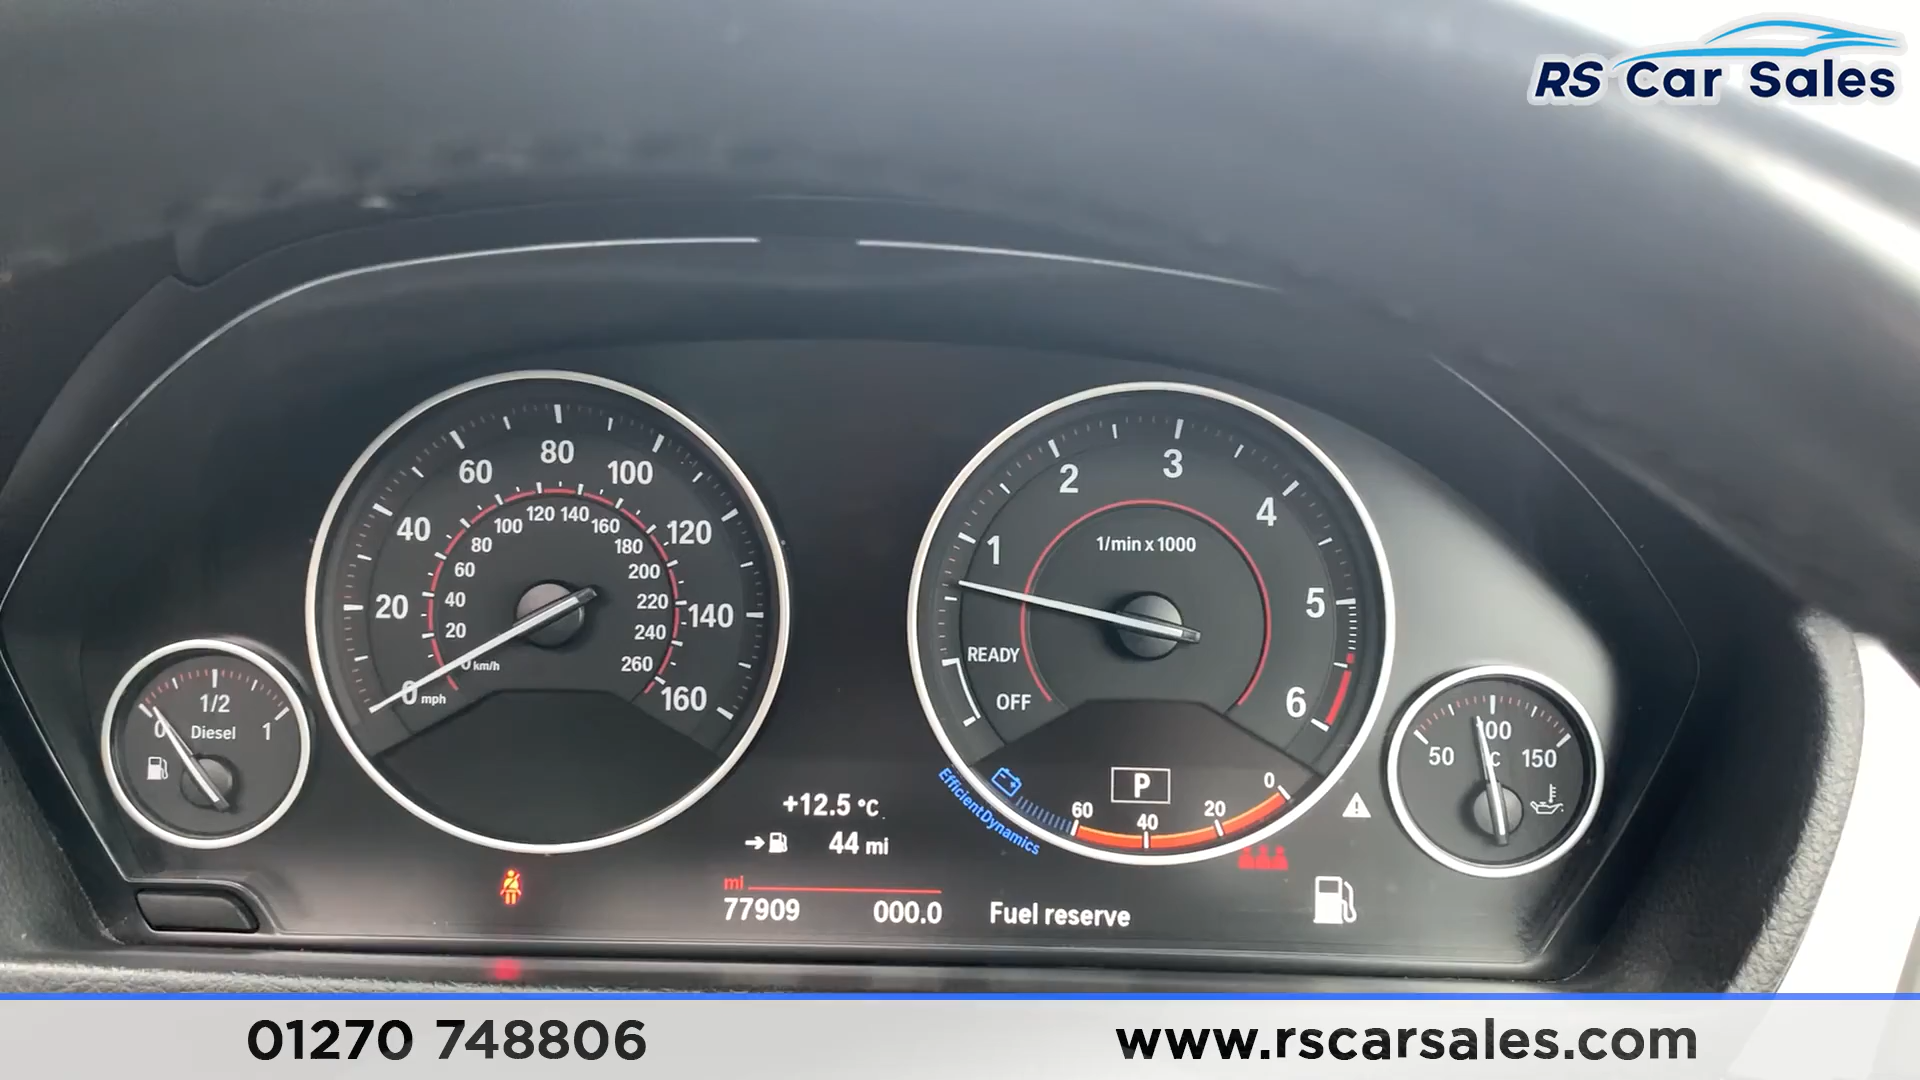 RS Car Sales
80
60
100
40
120
20
140
0 mph
160
100
120
140
160
80
180
60
200
40
220
20
240
0 km/h
260
3
2
4
1
5
6
1/min x 1000
READY
OFF
1/2
0
Diesel
1
50
100
150
°C
P
60
40
20
0
EfficientDynamics
+12.5 °C
44 mi
mi
77909
000.0
Fuel reserve
01270 748806
www.rscarsales.com